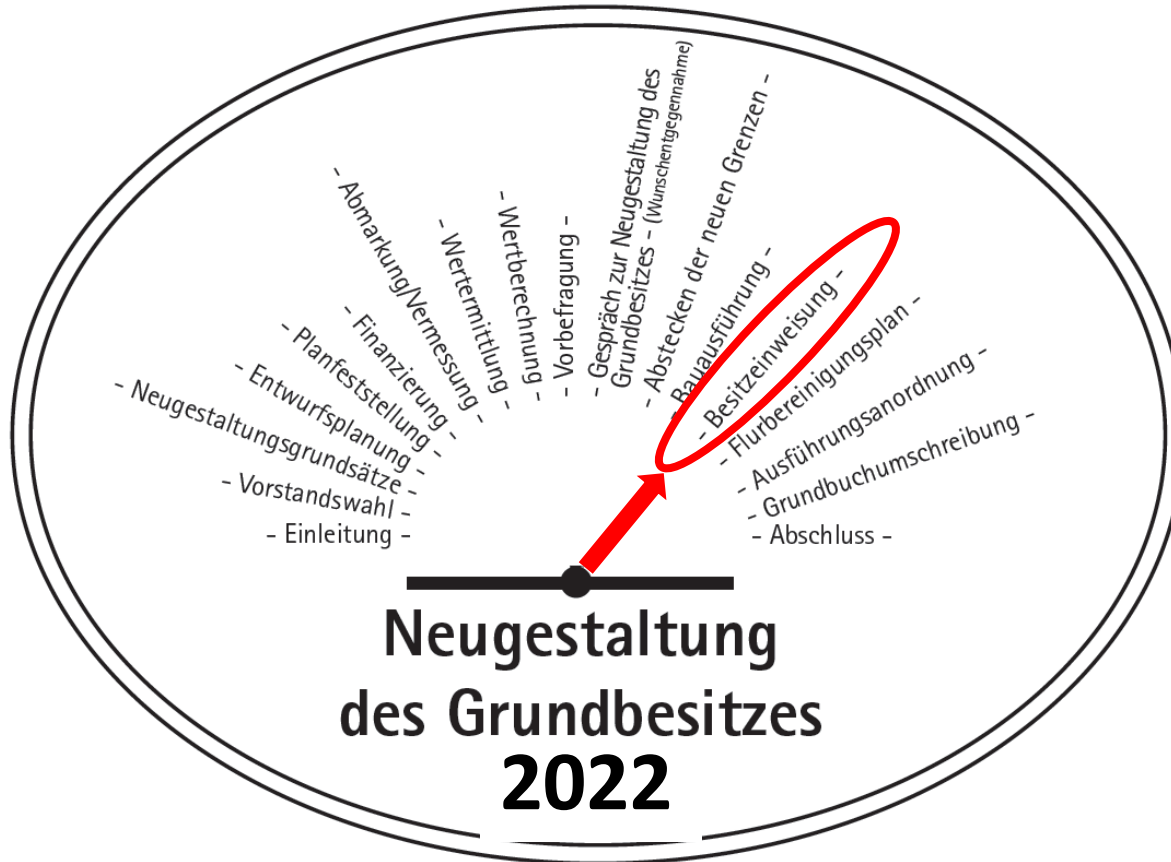 - Einleitung -
- Vorstandswahl -
- Neugestaltungsgrundsätze -
- Entwurfsplanung -
- Planfeststellung -
- Finanzierung -
- Abmarkung/Vermessung -
- Wertermittlung -
- Wertberechnung -
- Vorbefragung -
- Gespräch zur Neugestaltung des
Grundbesitzes - (Wunschentgegennahme)
- Abstecken der neuen Grenzen -
- Bauausführung -
- Besitzeinweisung -
- Flurbereinigungsplan -
- Ausführungsanordnung -
- Grundbuchumschreibung -
- Abschluss -
Neugestaltung
des Grundbesitzes
2022